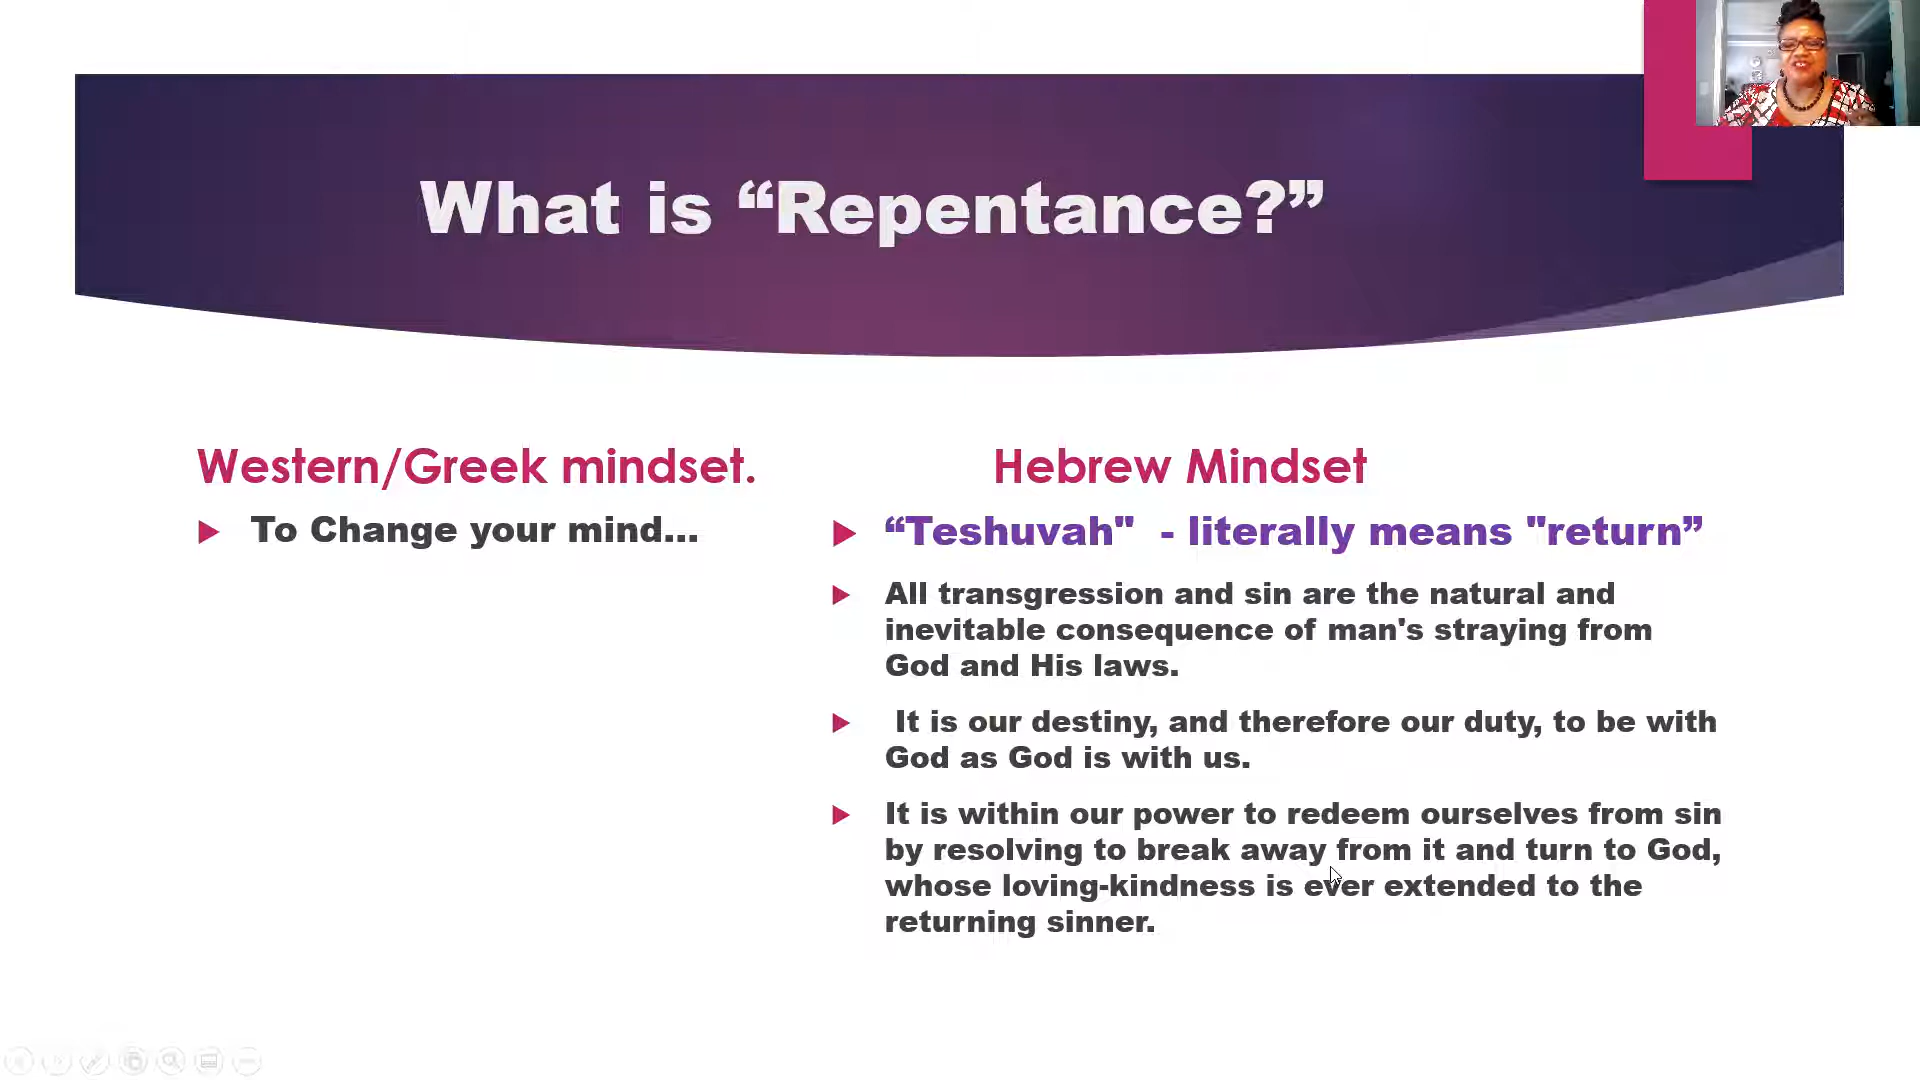 What is “Repentance?”
Western/Greek mindset.
To Change your mind...
Hebrew Mindset
“Teshuvah" - literally means "return”
All transgression and sin are the natural and
inevitable consequence of man's straying from
God and His laws.
It is our destiny, and therefore our duty, to be with
God as God is with us.
It is within our power to redeem ourselves from sin
by resolving to break away from it and turn to God,
whose loving-kindness is ever extended to the
returning sinner.